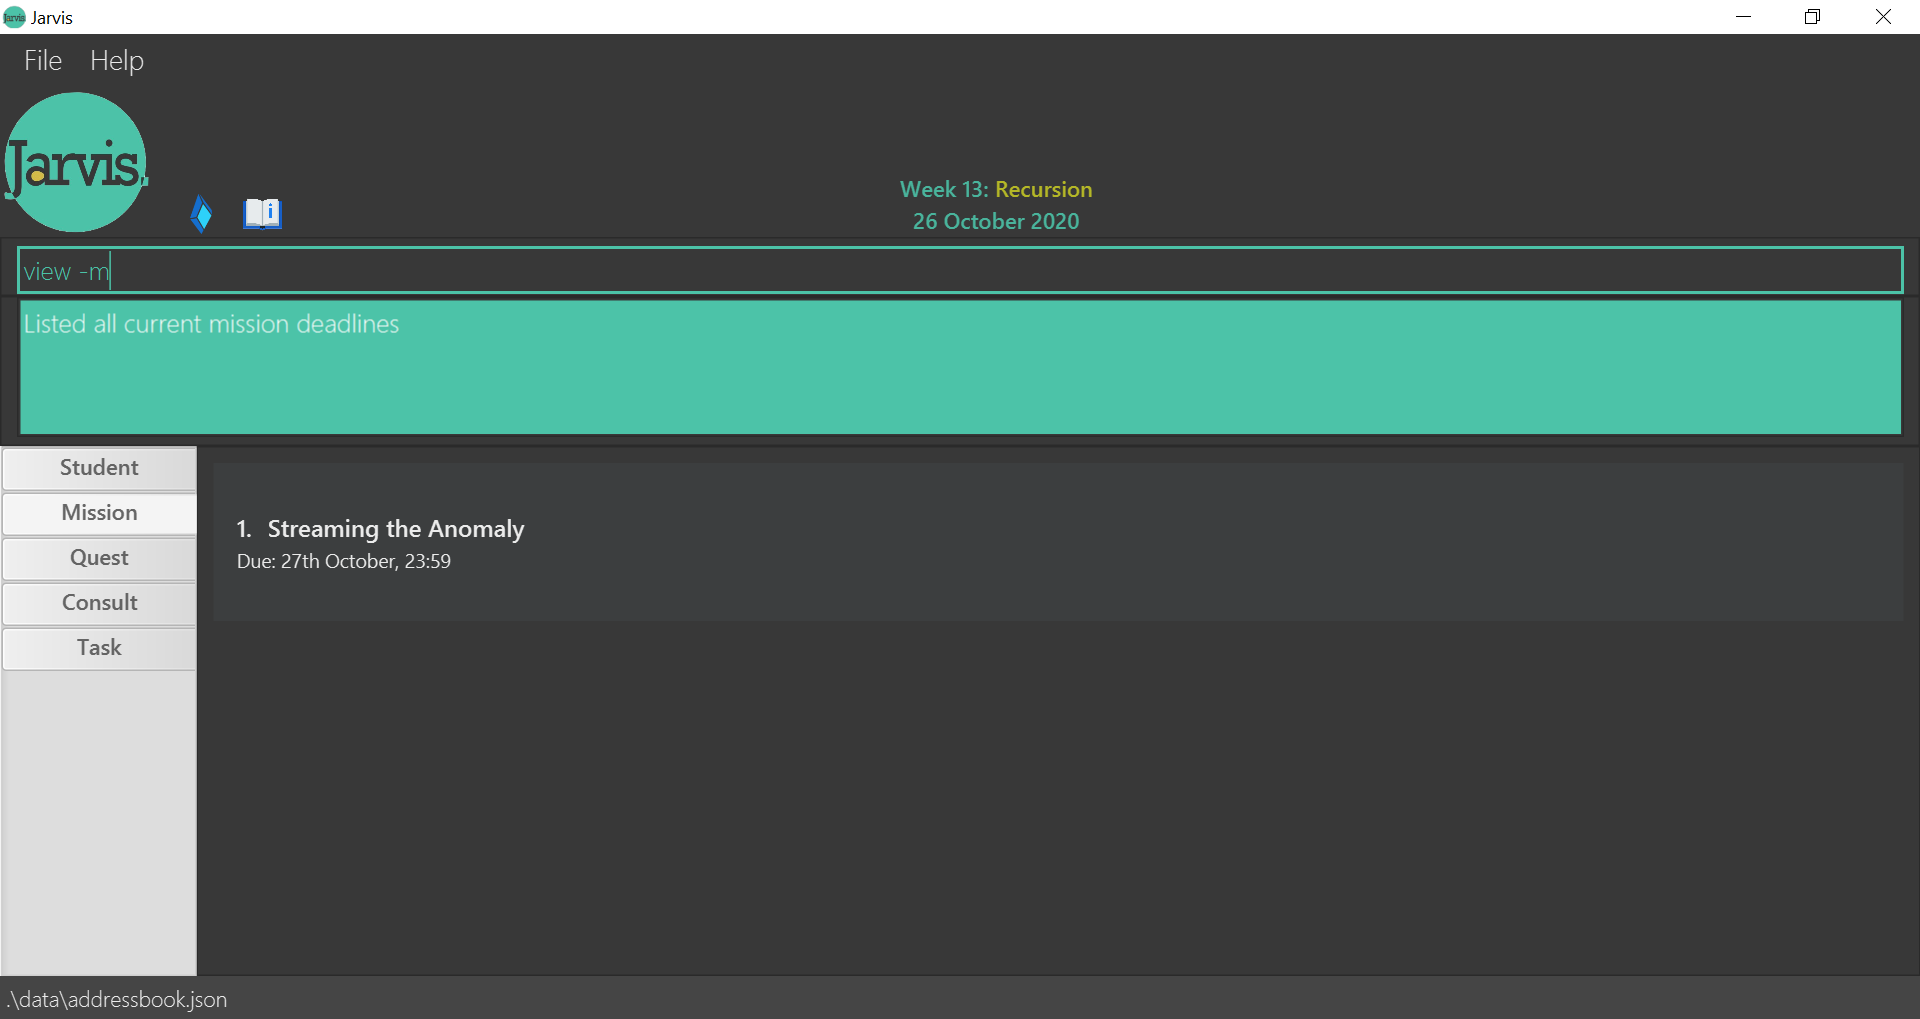 Jarvis
Jarvis
File Help
Jarvis
i
Week 13: Recursion
26 October 2020
view -m
Listed all current mission deadlines
Student
Mission
Quest
Consult
Task
1. Streaming the Anomaly
Due: 27th October, 23:59
.\data\addressbook.json